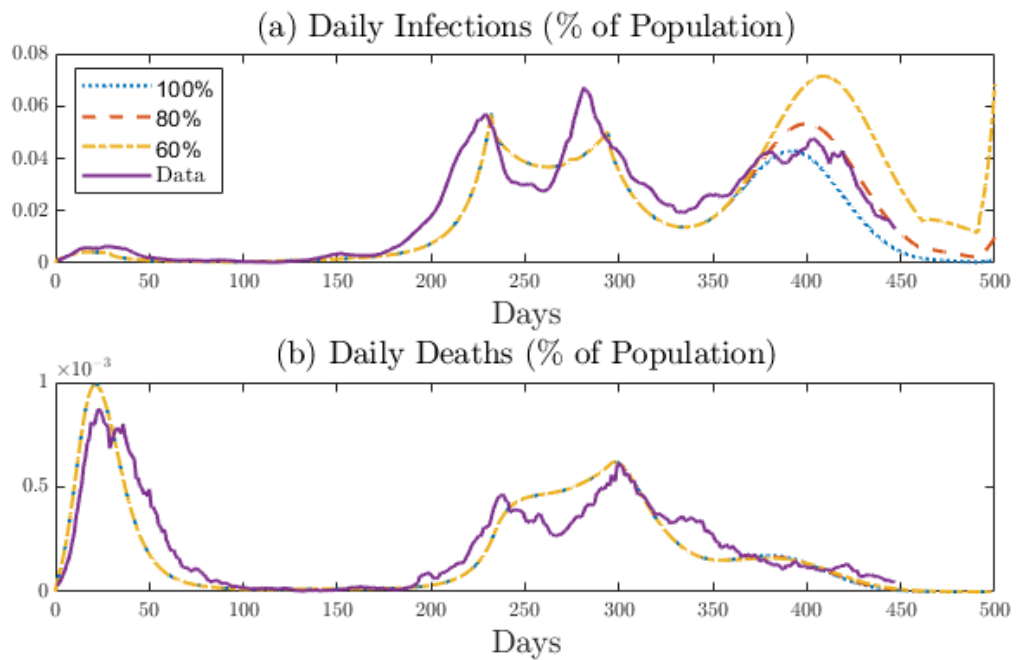 (a) Daily Infections (% of Population)
0.08
0.06
0.04
0.02
0
100%
80%
60%
Data
0 50 100 150 200 250 300 350 400 450 500
Days
(b) Daily Deaths (% of Population)
×10⁻³
1
0.5
0
0 50 100 150 200 250 300 350 400 450 500
Days